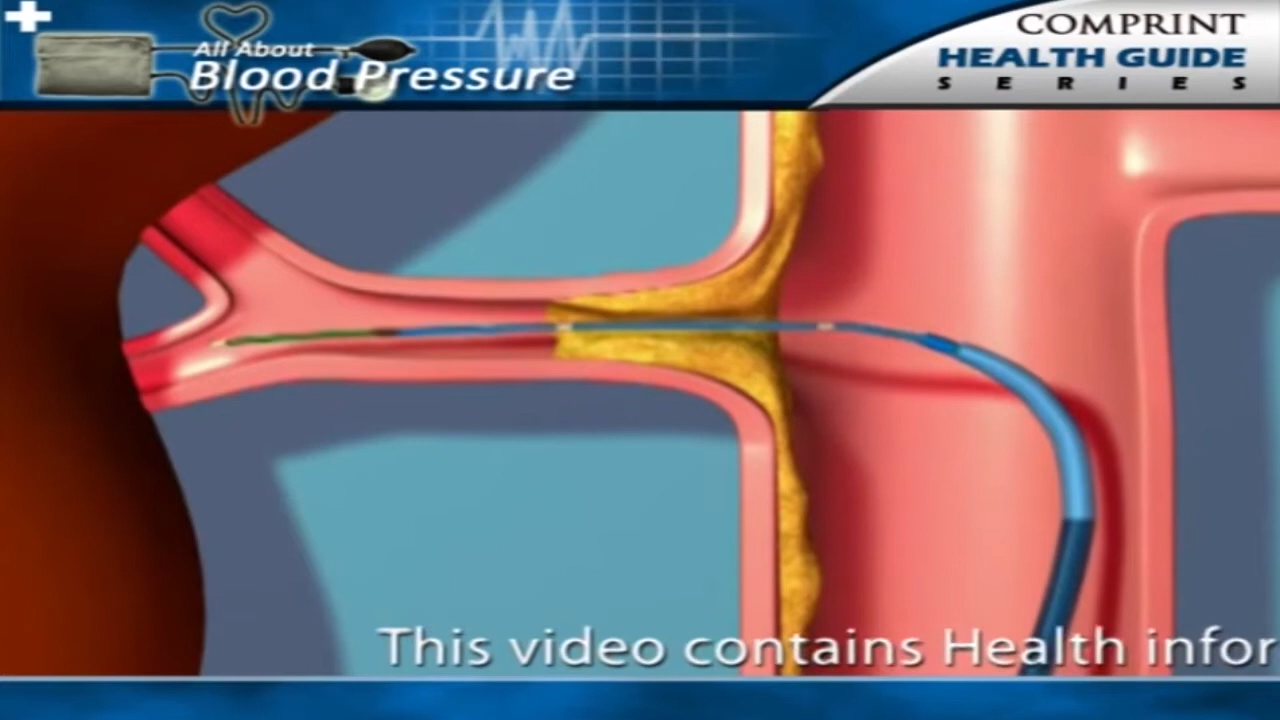 All About
Blood Pressure
COMPRINT
HEALTH GUIDE
SERIES
This video contains Health infor